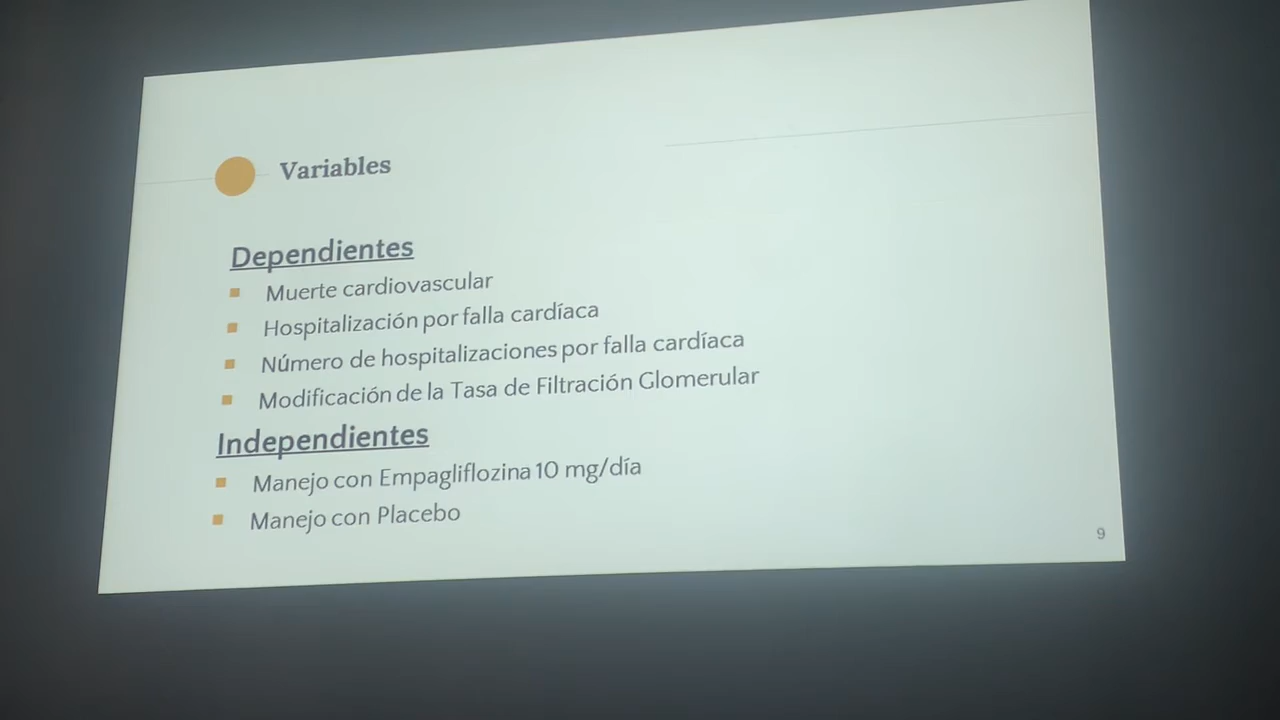 Variables
Dependientes
Muerte cardiovascular
Hospitalización por falla cardíaca
Número de hospitalizaciones por falla cardíaca
Modificación de la Tasa de Filtración Glomerular
Independientes
Manejo con Empagliflozina 10 mg/día
Manejo con Placebo
9